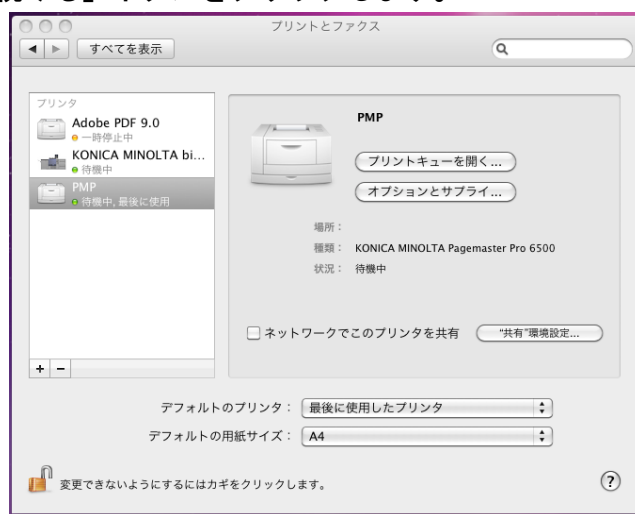 プリントとファクス
すべてを表示
プリンタ
Adobe PDF 9.0
一時停止中
KONICA MINOLTA bi...
待機中
PMP
待機中, 最後に使用
PMP
プリントキューを開く...
オプションとサプライ...
場所：
種類： KONICA MINOLTA Pagemaster Pro 6500
状況： 待機中
ネットワークでこのプリンタを共有
“共有”環境設定...
+ −
デフォルトのプリンタ： 最後に使用したプリンタ
デフォルトの用紙サイズ： A4
変更できないようにするにはカギをクリックします。
?